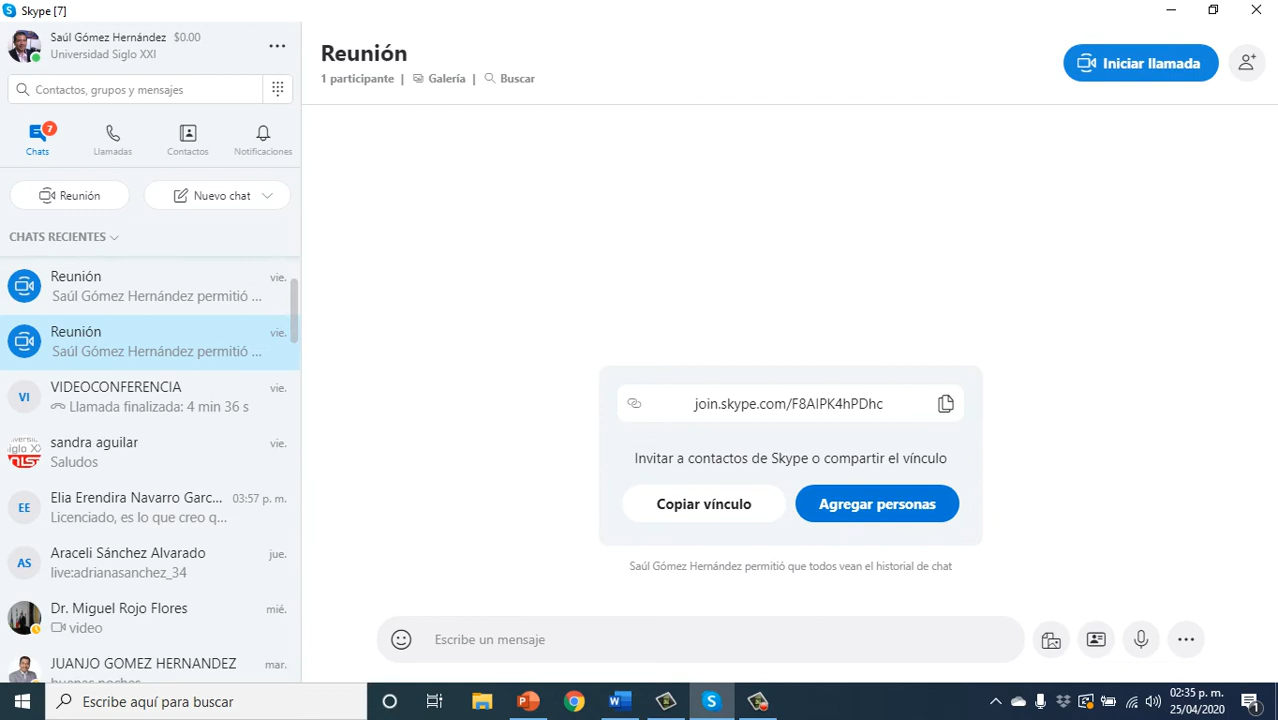 Skype [7]
Saúl Gómez Hernández $0.00
Universidad Siglo XXI
Contactos, grupos y mensajes
7
Chats
Llamadas
Contactos
Notificaciones
Reunión
Nuevo chat
CHATS RECIENTES
Reunión vie.
Saúl Gómez Hernández permitió ...
Reunión vie.
Saúl Gómez Hernández permitió ...
VI
VIDEOCONFERENCIA vie.
Llamada finalizada: 4 min 36 s
sandra aguilar vie.
Saludos
EE
Elia Erendira Navarro Garc... 03:57 p. m.
Licenciado, es lo que creo q...
AS
Araceli Sánchez Alvarado jue.
live:adrianasanchez_34
Dr. Miguel Rojo Flores mié.
video
JUANJO GOMEZ HERNANDEZ mar.
buenas noches
Reunión
1 participante | Galería | Buscar
Iniciar llamada
join.skype.com/F8AIPK4hPDhc
Invitar a contactos de Skype o compartir el vínculo
Copiar vínculo
Agregar personas
Saúl Gómez Hernández permitió que todos vean el historial de chat
Escribe un mensaje
Escribe aquí para buscar
02:35 p. m.
25/04/2020
1